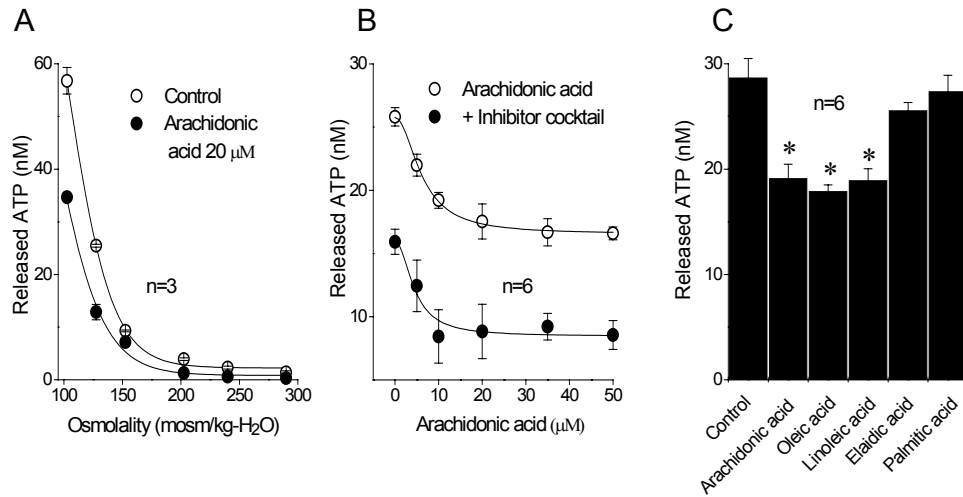 A
Released ATP (nM)
60
40
20
0
Control
Arachidonic
acid 20 μM
n=3
100
150
200
250
300
Osmolality (mosm/kg-H2O)
B
Released ATP (nM)
30
20
10
Arachidonic acid
+ Inhibitor cocktail
n=6
0
10
20
30
40
50
Arachidonic acid (μM)
C
Released ATP (nM)
30
20
10
0
n=6
*
*
*
Control
Arachidonic acid
Oleic acid
Linoleic acid
Elaidic acid
Palmitic acid